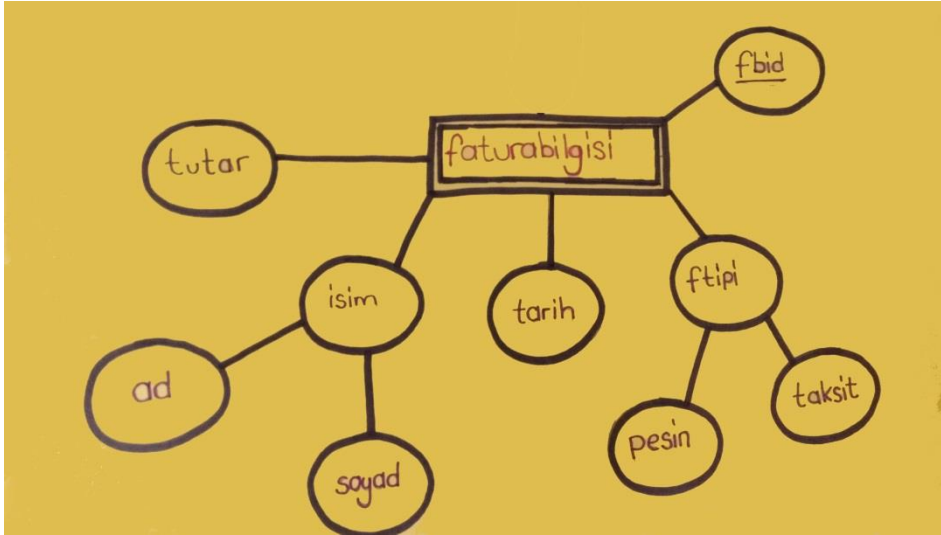 fbid
faturabilgisi
tutar
isim
tarih
ftipi
ad
soyad
pesin
taksit